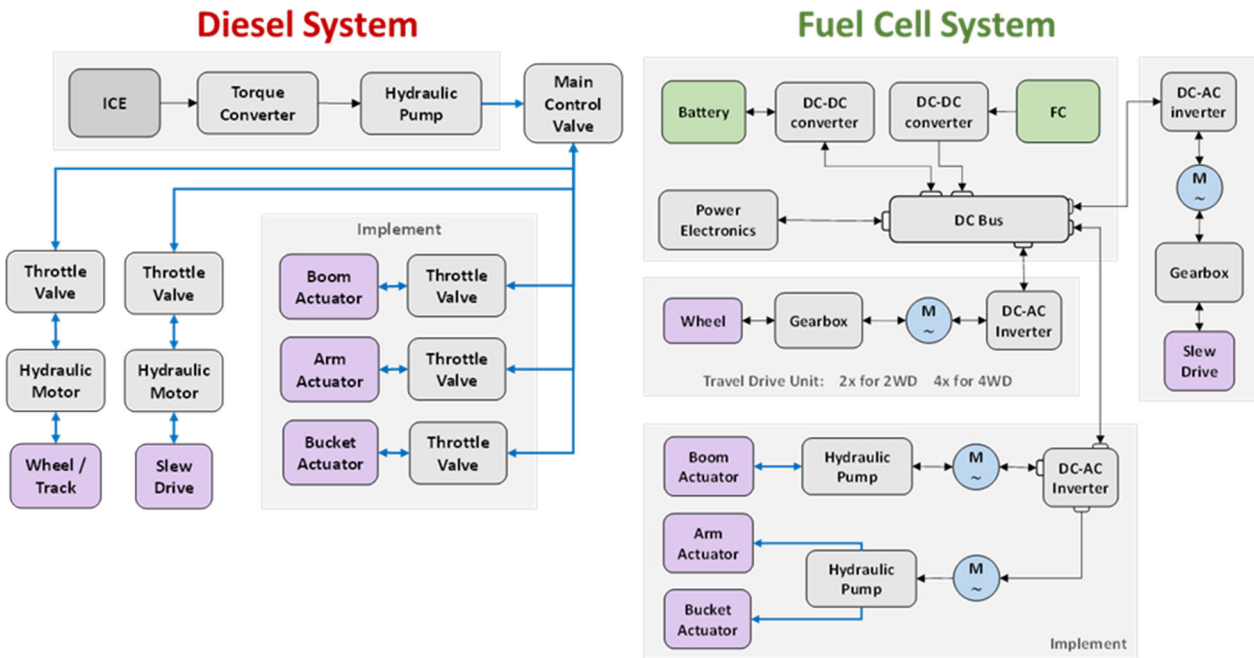 Diesel System
ICE
Torque
Converter
Hydraulic
Pump
Main
Control
Valve
Throttle
Valve
Hydraulic
Motor
Wheel /
Track
Throttle
Valve
Hydraulic
Motor
Slew
Drive
Implement
Boom
Actuator
Throttle
Valve
Arm
Actuator
Throttle
Valve
Bucket
Actuator
Throttle
Valve
Fuel Cell System
Battery
DC-DC
converter
DC-DC
converter
FC
Power
Electronics
DC Bus
DC-AC
inverter
M
~
Gearbox
Slew
Drive
Wheel
Gearbox
M
~
DC-AC
Inverter
Travel Drive Unit: 2x for 2WD 4x for 4WD
Boom
Actuator
Hydraulic
Pump
M
~
DC-AC
Inverter
Arm
Actuator
Hydraulic
Pump
M
~
Bucket
Actuator
Implement